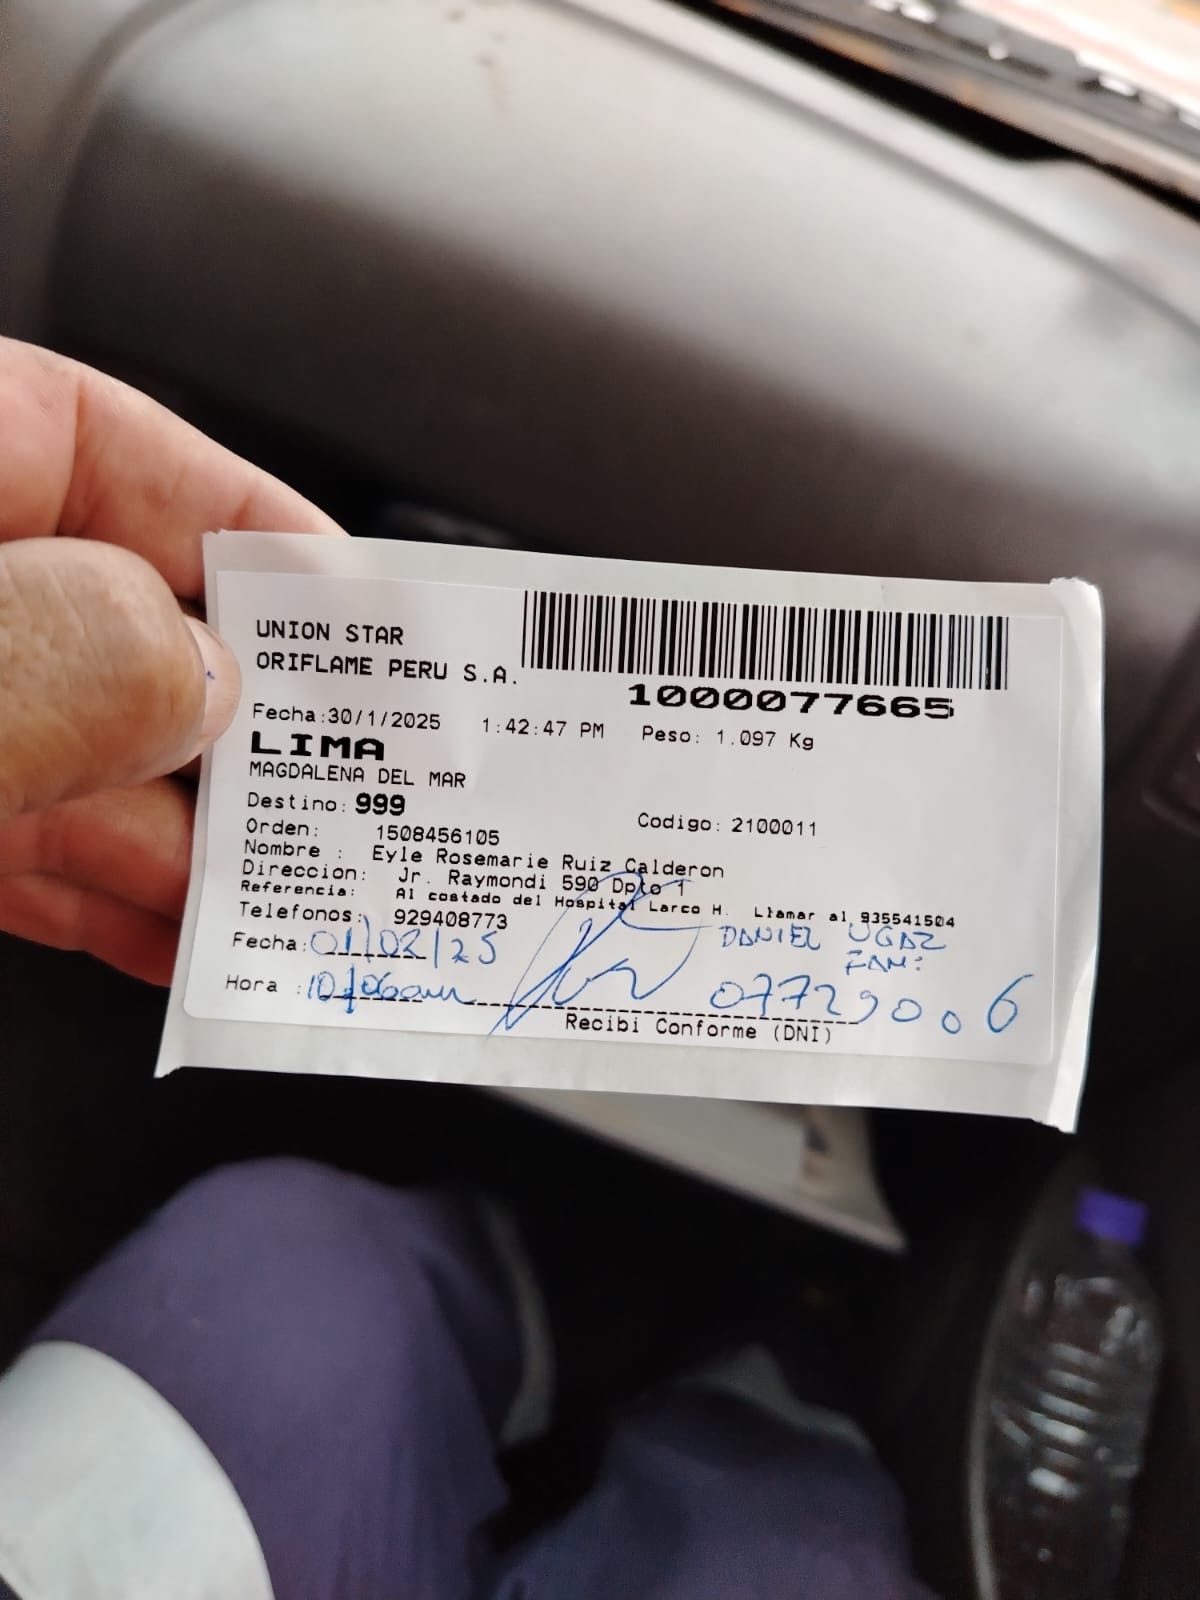 UNION STAR
ORIFLAME PERU S.A.
1000077665
Fecha:30/1/2025 1:42:47 PM Peso: 1.097 Kg
LIMA
MAGDALENA DEL MAR
Destino: 999
Codigo: 2100011
Orden: 1508456105
Nombre : Eyle Rosemarie Ruiz Calderon
Direccion: Jr. Raymondi 590 Dpto 1
Referencia: Al costado del Hospital Larco H. Llamar al 935541504
Telefonos: 929408773
DANIEL UGAZ
FAM:
Fecha: 01/02/25
Hora : 10:06am
07729006
Recibi Conforme (DNI)